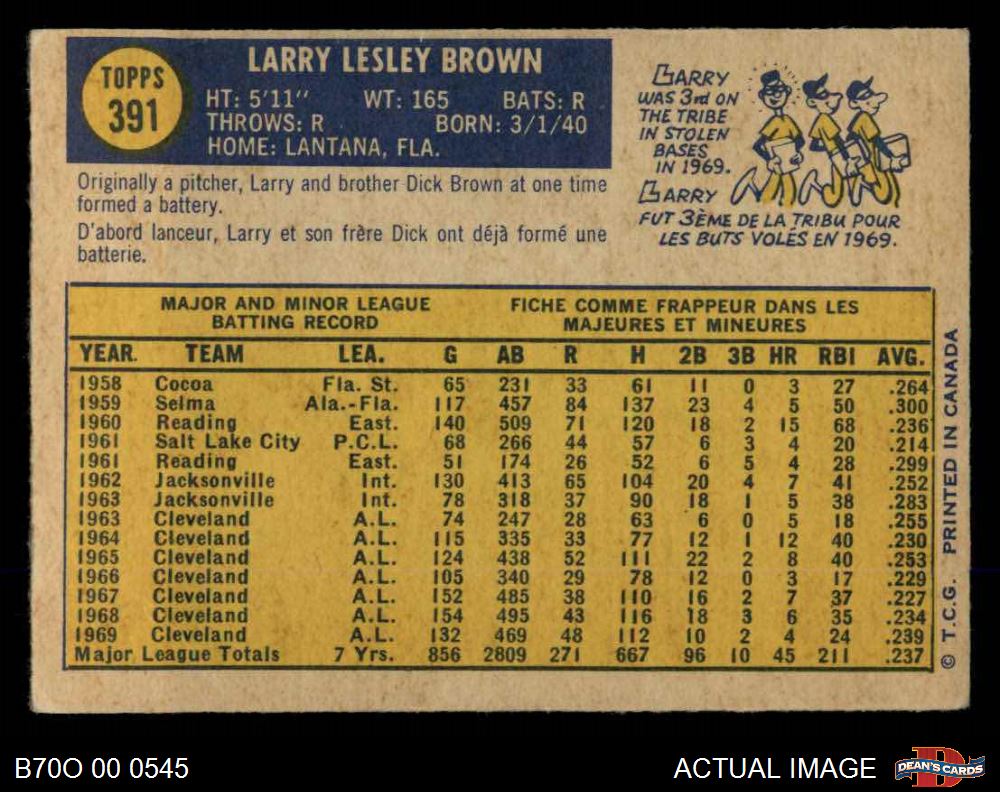 TOPPS
391
LARRY LESLEY BROWN
HT: 5'11" WT: 165 BATS: R
THROWS: R BORN: 3/1/40
HOME: LANTANA, FLA.
Originally a pitcher, Larry and brother Dick Brown at one time
formed a battery.
D'abord lanceur, Larry et son frère Dick ont déjà formé une
batterie.
LARRY
WAS 3rd ON
THE TRIBE
IN STOLEN
BASES
IN 1969.
LARRY
FUT 3ÈME DE LA TRIBU POUR
LES BUTS VOLÉS EN 1969.
MAJOR AND MINOR LEAGUE
BATTING RECORD
FICHE COMME FRAPPEUR DANS LES
MAJEURES ET MINEURES
YEAR. TEAM LEA. G AB R H 2B 3B HR RBI AVG.
1958 Cocoa Fla. St. 65 231 33 61 11 0 3 27 .264
1959 Selma Ala.-Fla. 117 457 84 137 23 4 5 50 .300
1960 Reading East. 140 509 71 120 18 2 15 68 .236
1961 Salt Lake City P.C.L. 68 266 44 57 6 3 4 20 .214
1961 Reading East. 51 174 26 52 6 5 4 28 .299
1962 Jacksonville Int. 130 413 65 104 20 4 7 41 .252
1963 Jacksonville Int. 78 318 37 90 18 1 5 38 .283
1963 Cleveland A.L. 74 247 28 63 6 0 5 18 .255
1964 Cleveland A.L. 115 335 33 77 12 1 12 40 .230
1965 Cleveland A.L. 124 438 52 111 22 2 8 40 .253
1966 Cleveland A.L. 105 340 29 78 12 0 3 17 .229
1967 Cleveland A.L. 152 485 38 110 16 2 7 37 .227
1968 Cleveland A.L. 154 495 43 116 18 3 6 35 .234
1969 Cleveland A.L. 132 469 48 112 10 2 4 24 .239
Major League Totals 7 Yrs. 856 2809 271 667 96 10 45 211 .237
© T.C.G. PRINTED IN CANADA
B70O 00 0545
ACTUAL IMAGE
DEAN'S CARDS